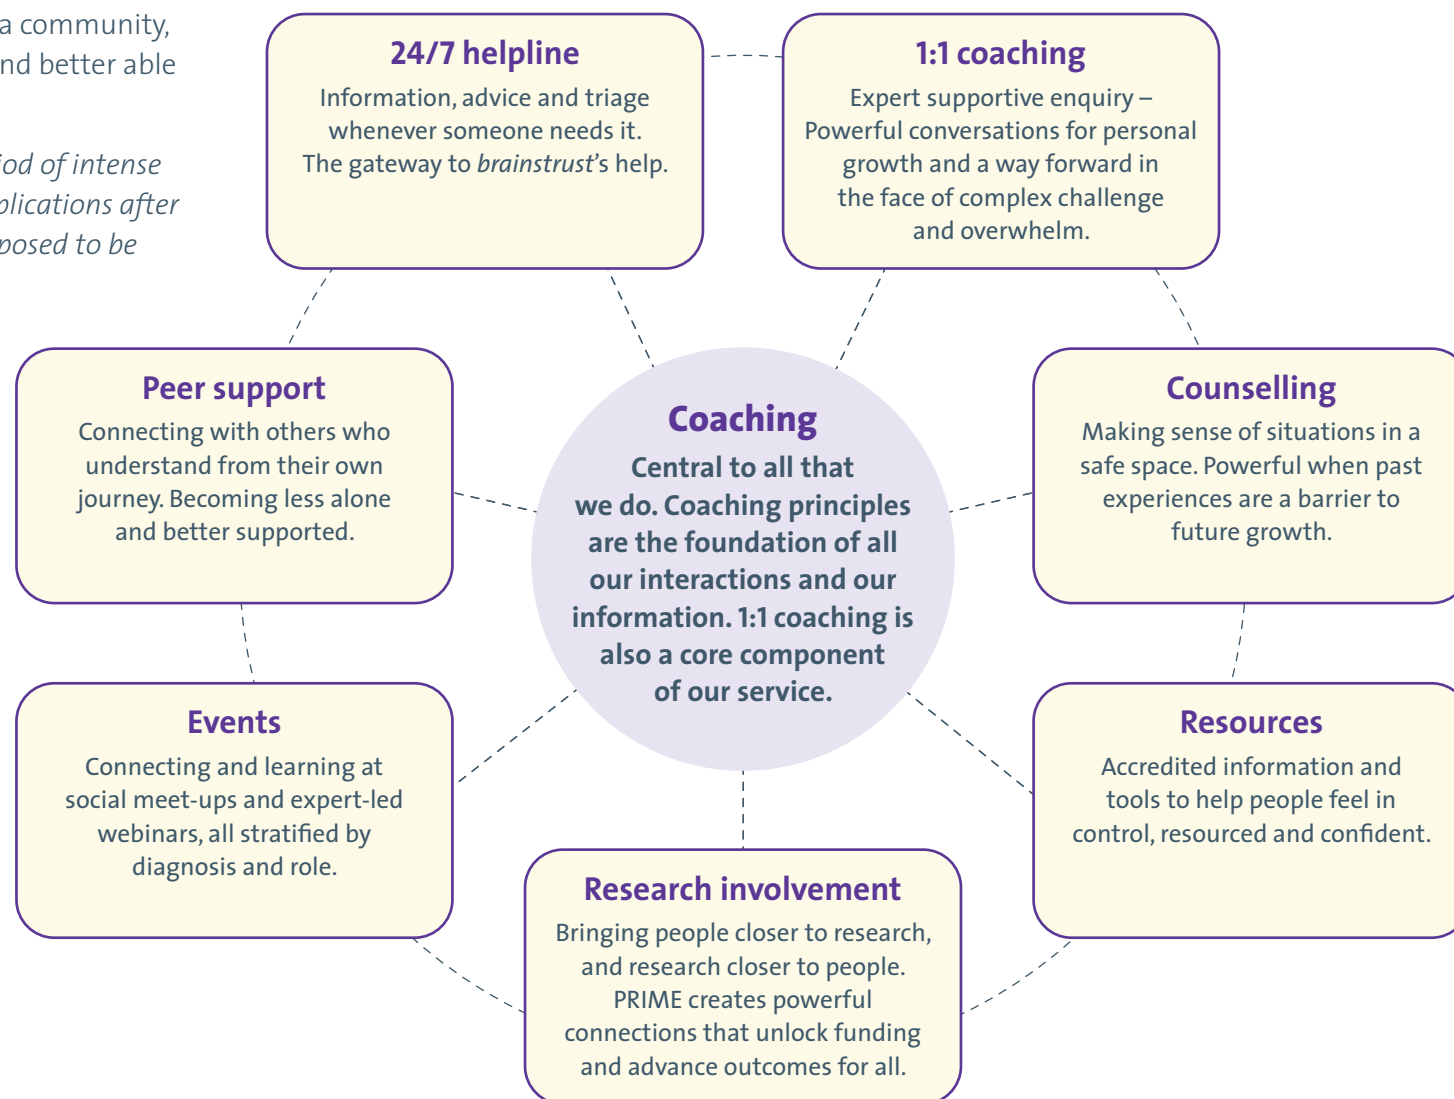 a community,
nd better able
iod of intense
plications after
posed to be
24/7 helpline
Information, advice and triage
whenever someone needs it.
The gateway to brainstrust's help.
1:1 coaching
Expert supportive enquiry –
Powerful conversations for personal
growth and a way forward in
the face of complex challenge
and overwhelm.
Peer support
Connecting with others who
understand from their own
journey. Becoming less alone
and better supported.
Coaching
Central to all that
we do. Coaching principles
are the foundation of all
our interactions and our
information. 1:1 coaching is
also a core component
of our service.
Counselling
Making sense of situations in a
safe space. Powerful when past
experiences are a barrier to
future growth.
Events
Connecting and learning at
social meet-ups and expert-led
webinars, all stratified by
diagnosis and role.
Resources
Accredited information and
tools to help people feel in
control, resourced and confident.
Research involvement
Bringing people closer to research,
and research closer to people.
PRIME creates powerful
connections that unlock funding
and advance outcomes for all.